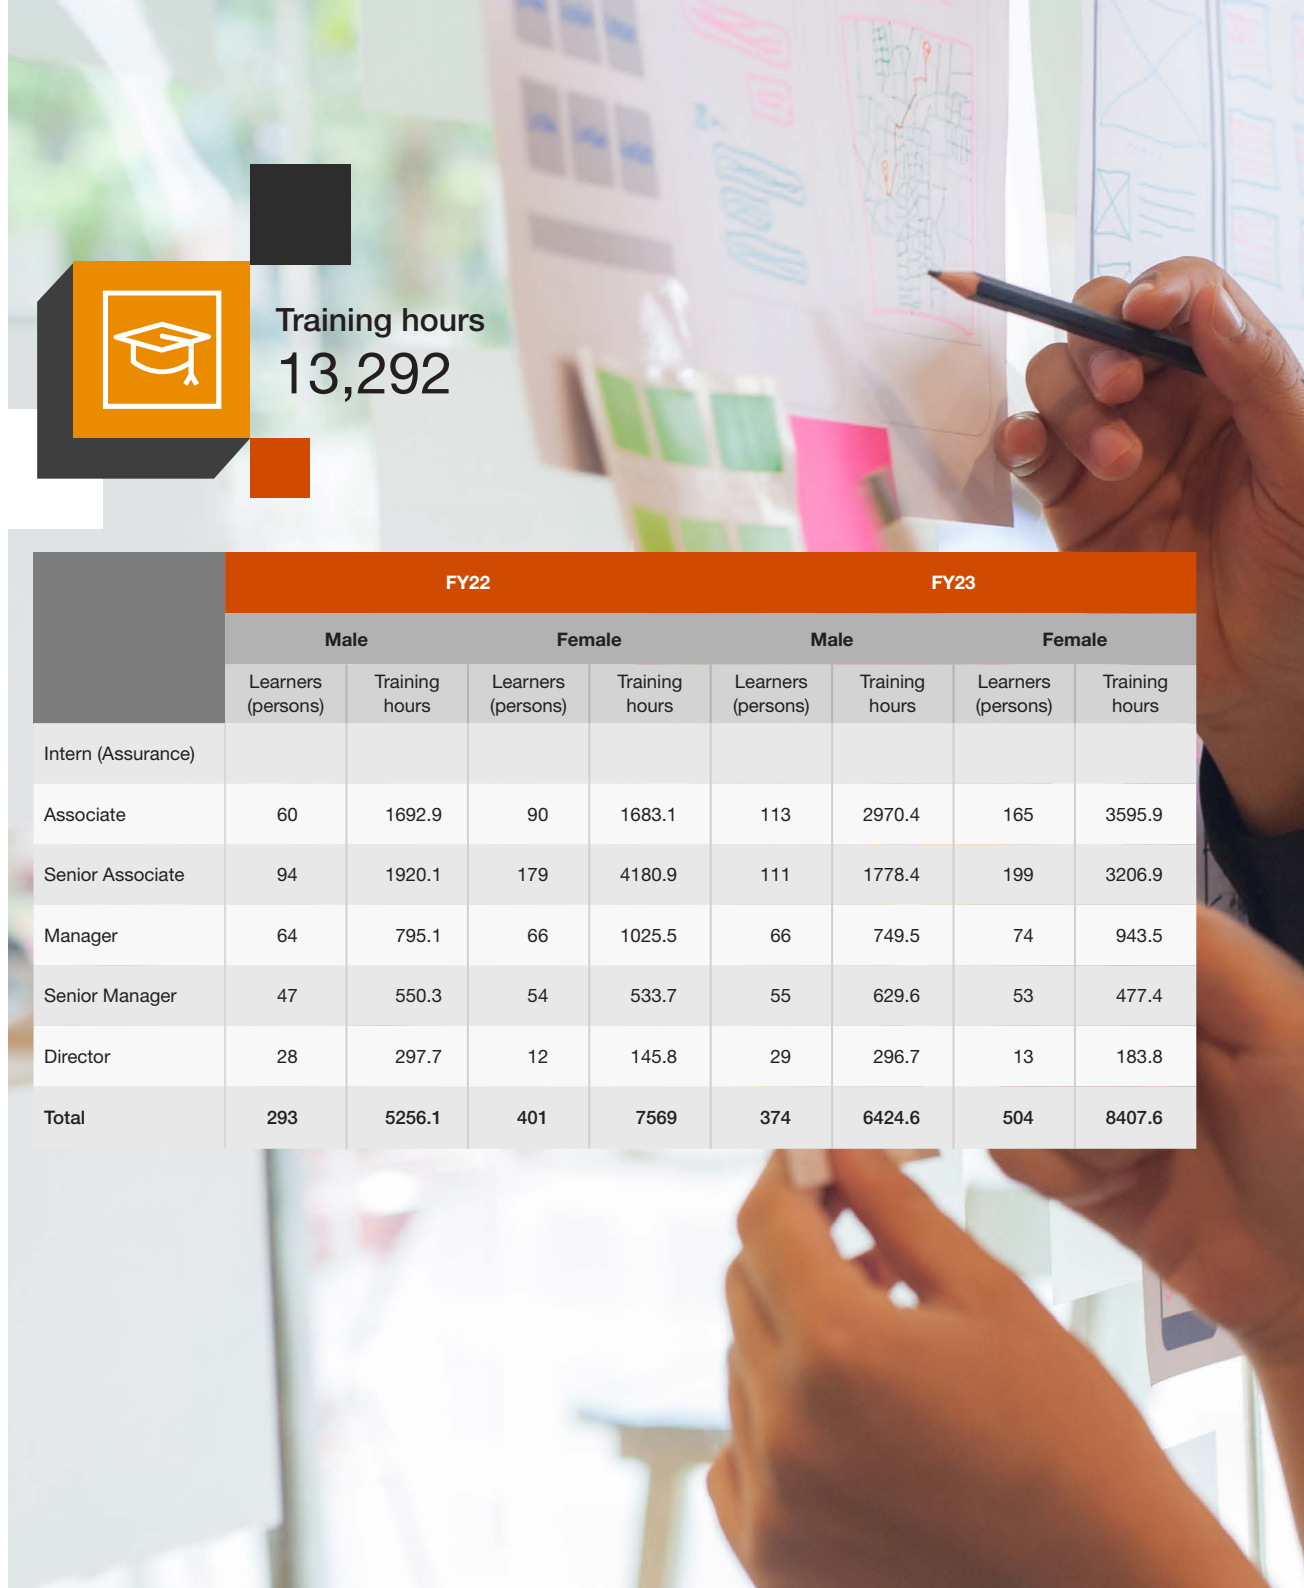 Training hours
13,292
FY22 FY23
Male Female Male Female
Learners (persons) Training hours Learners (persons) Training hours Learners (persons) Training hours Learners (persons) Training hours
Intern (Assurance)
Associate 60 1692.9 90 1683.1 113 2970.4 165 3595.9
Senior Associate 94 1920.1 179 4180.9 111 1778.4 199 3206.9
Manager 64 795.1 66 1025.5 66 749.5 74 943.5
Senior Manager 47 550.3 54 533.7 55 629.6 53 477.4
Director 28 297.7 12 145.8 29 296.7 13 183.8
Total 293 5256.1 401 7569 374 6424.6 504 8407.6